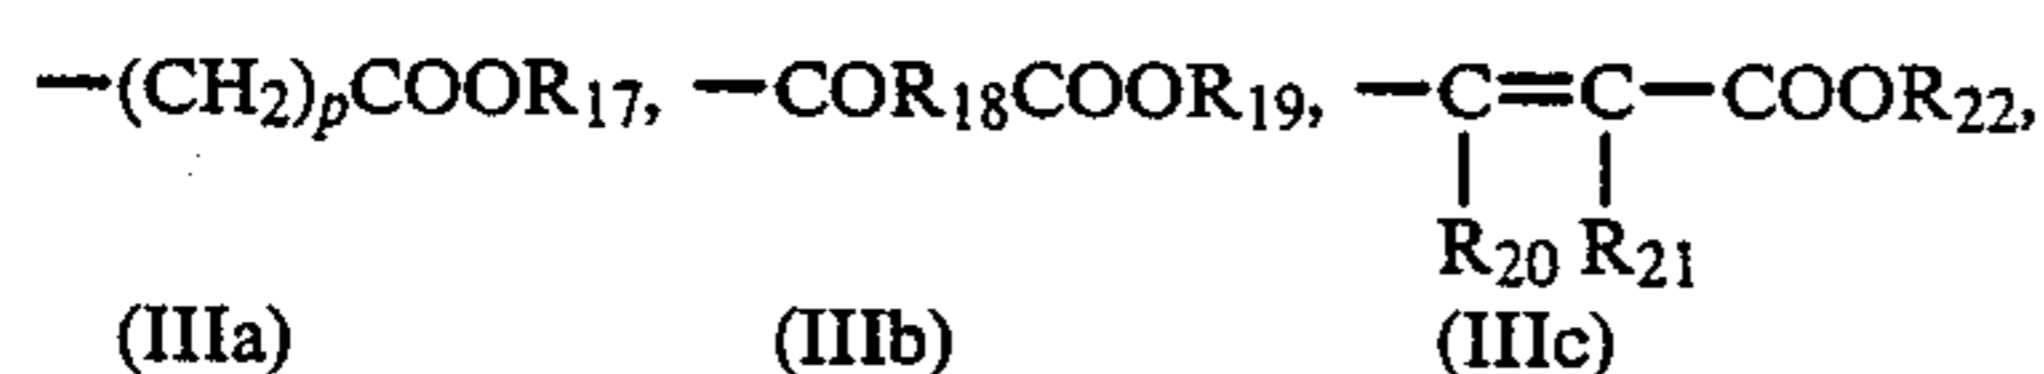 —(CH₂)ₚCOOR₁₇, —COR₁₈COOR₁₉, —C=C—COOR₂₂,
R₂₀ R₂₁
(IIIa) (IIIb) (IIIc)